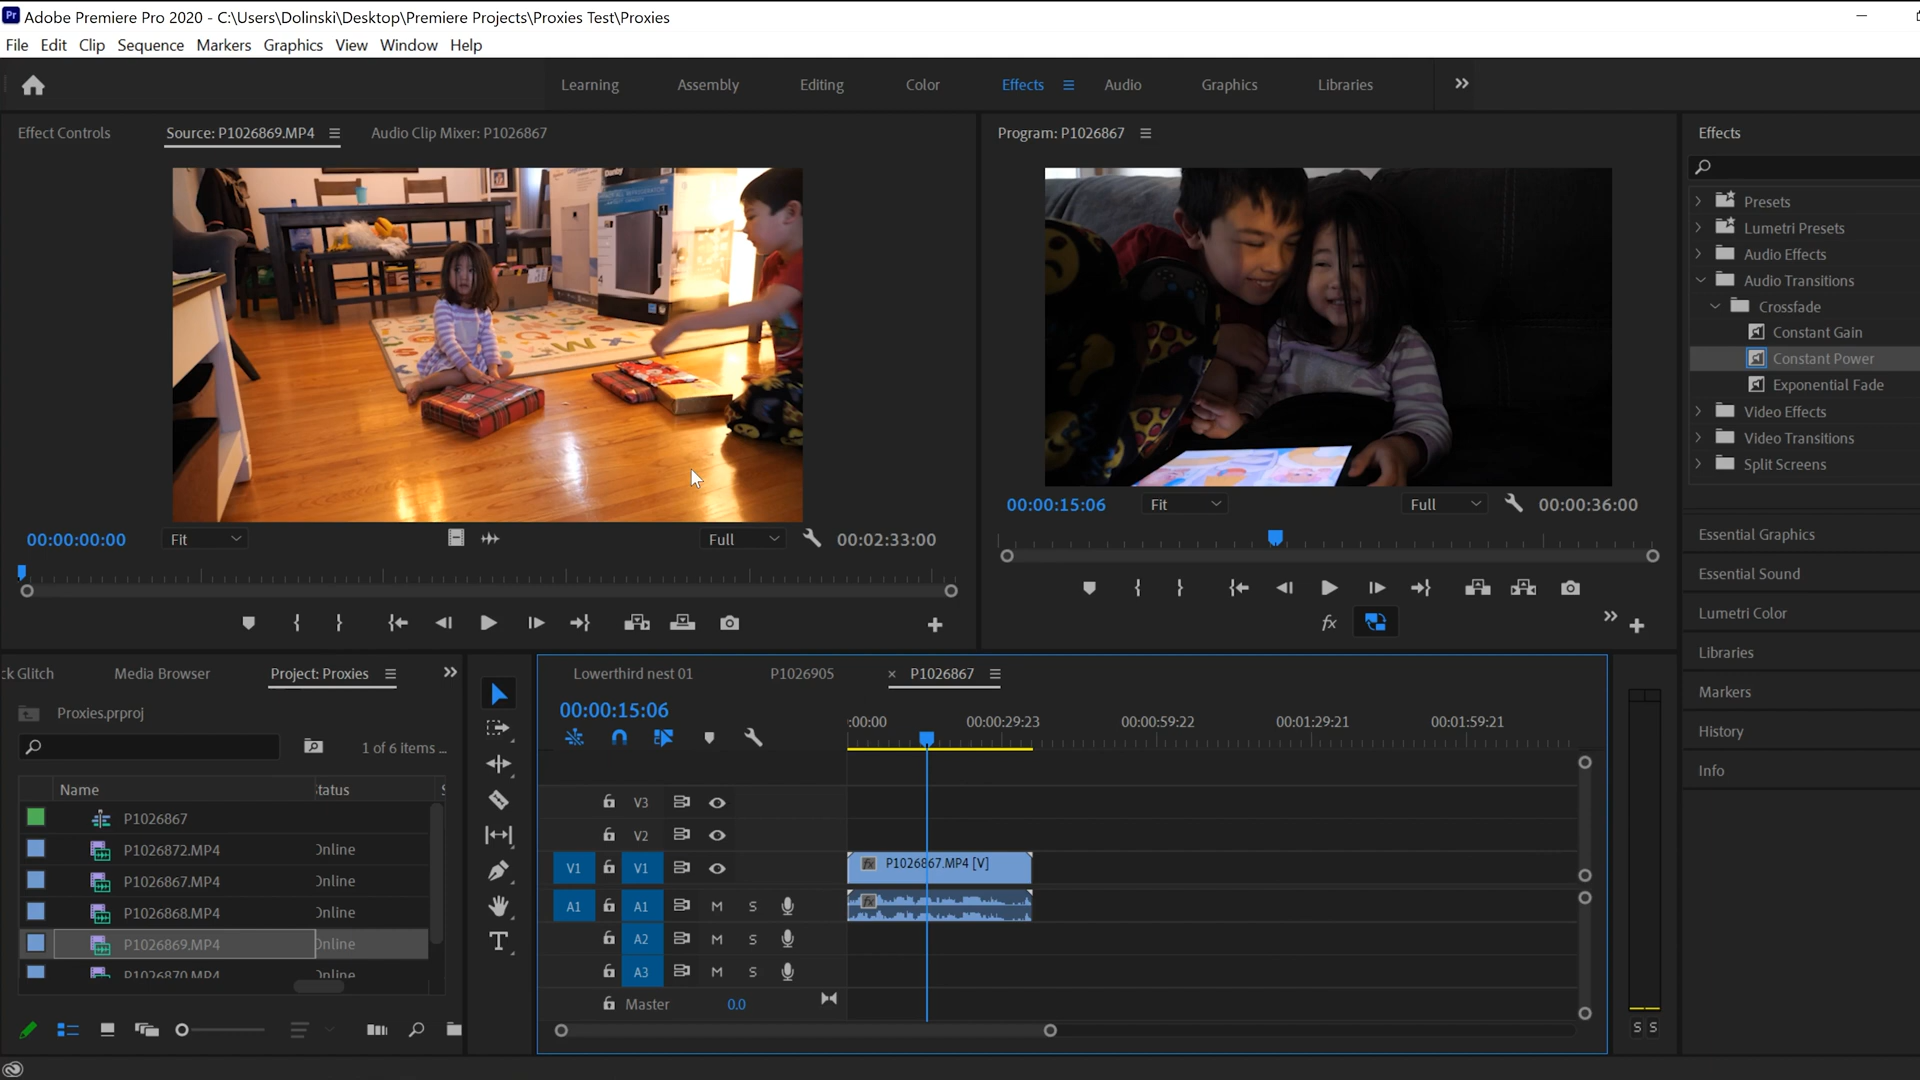 Adobe Premiere Pro 2020 - C:\Users\Dolinski\Desktop\Premiere Projects\Proxies Test\Proxies
File Edit Clip Sequence Markers Graphics View Window Help
Learning Assembly Editing Color Effects Audio Graphics Libraries
Effect Controls Source: P1026869.MP4 Audio Clip Mixer: P1026867
00:00:00:00 Fit Full 00:02:33:00
Program: P1026867
00:00:15:06 Fit Full 00:00:36:00
fx
Effects
Presets
Lumetri Presets
Audio Effects
Audio Transitions
Crossfade
Constant Gain
Constant Power
Exponential Fade
Video Effects
Video Transitions
Split Screens
Essential Graphics
Essential Sound
Lumetri Color
Libraries
Markers
History
Info
ck Glitch Media Browser Project: Proxies
Proxies.prproj
1 of 6 items ...
Name tatus
P1026867
P1026872.MP4 Online
P1026867.MP4 Online
P1026868.MP4 Online
P1026869.MP4 Online
P1026870.MP4 Online
Lowerthird nest 01 P1026905 × P1026867
00:00:15:06
:00:00 00:00:29:23 00:00:59:22 00:01:29:21 00:01:59:21
V3
V2
V1 V1 fx P1026867.MP4 [V]
A1 A1 M S fx
A2 M S
A3 M S
Master 0.0
S S